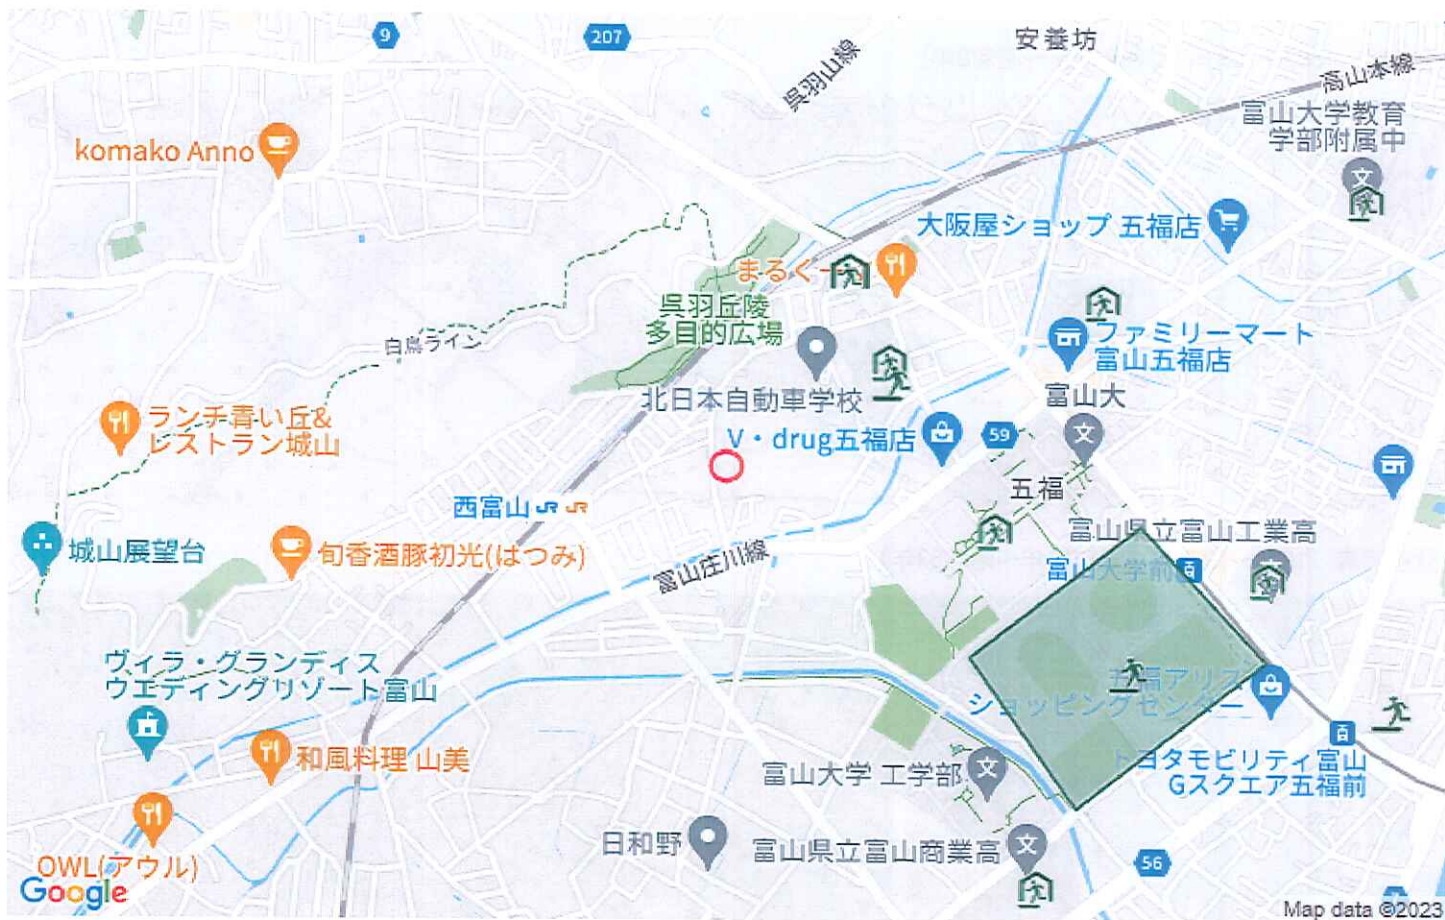 9
207
安養坊
呉羽山線
高山本線
富山大学教育
学部附属中
komako Anno
大阪屋ショップ 五福店
まるぐ
呉羽丘陵
多目的広場
ファミリーマート
富山五福店
白鳥ライン
北日本自動車学校
富山大
ランチ青い丘&
レストラン城山
V・drug五福店
59
五福
西富山
JR JR
富山県立富山工業高
城山展望台
旬香酒豚初光(はつみ)
富山庄川線
富山大学前
ヴィラ・グランディス
ウエディングリゾート富山
五福アリス
ショッピングセンター
和風料理 山美
富山大学 工学部
トヨタモビリティ富山
Gスクエア五福前
日和野
富山県立富山商業高
56
OWL(アウル)
Google
Map data ©2023